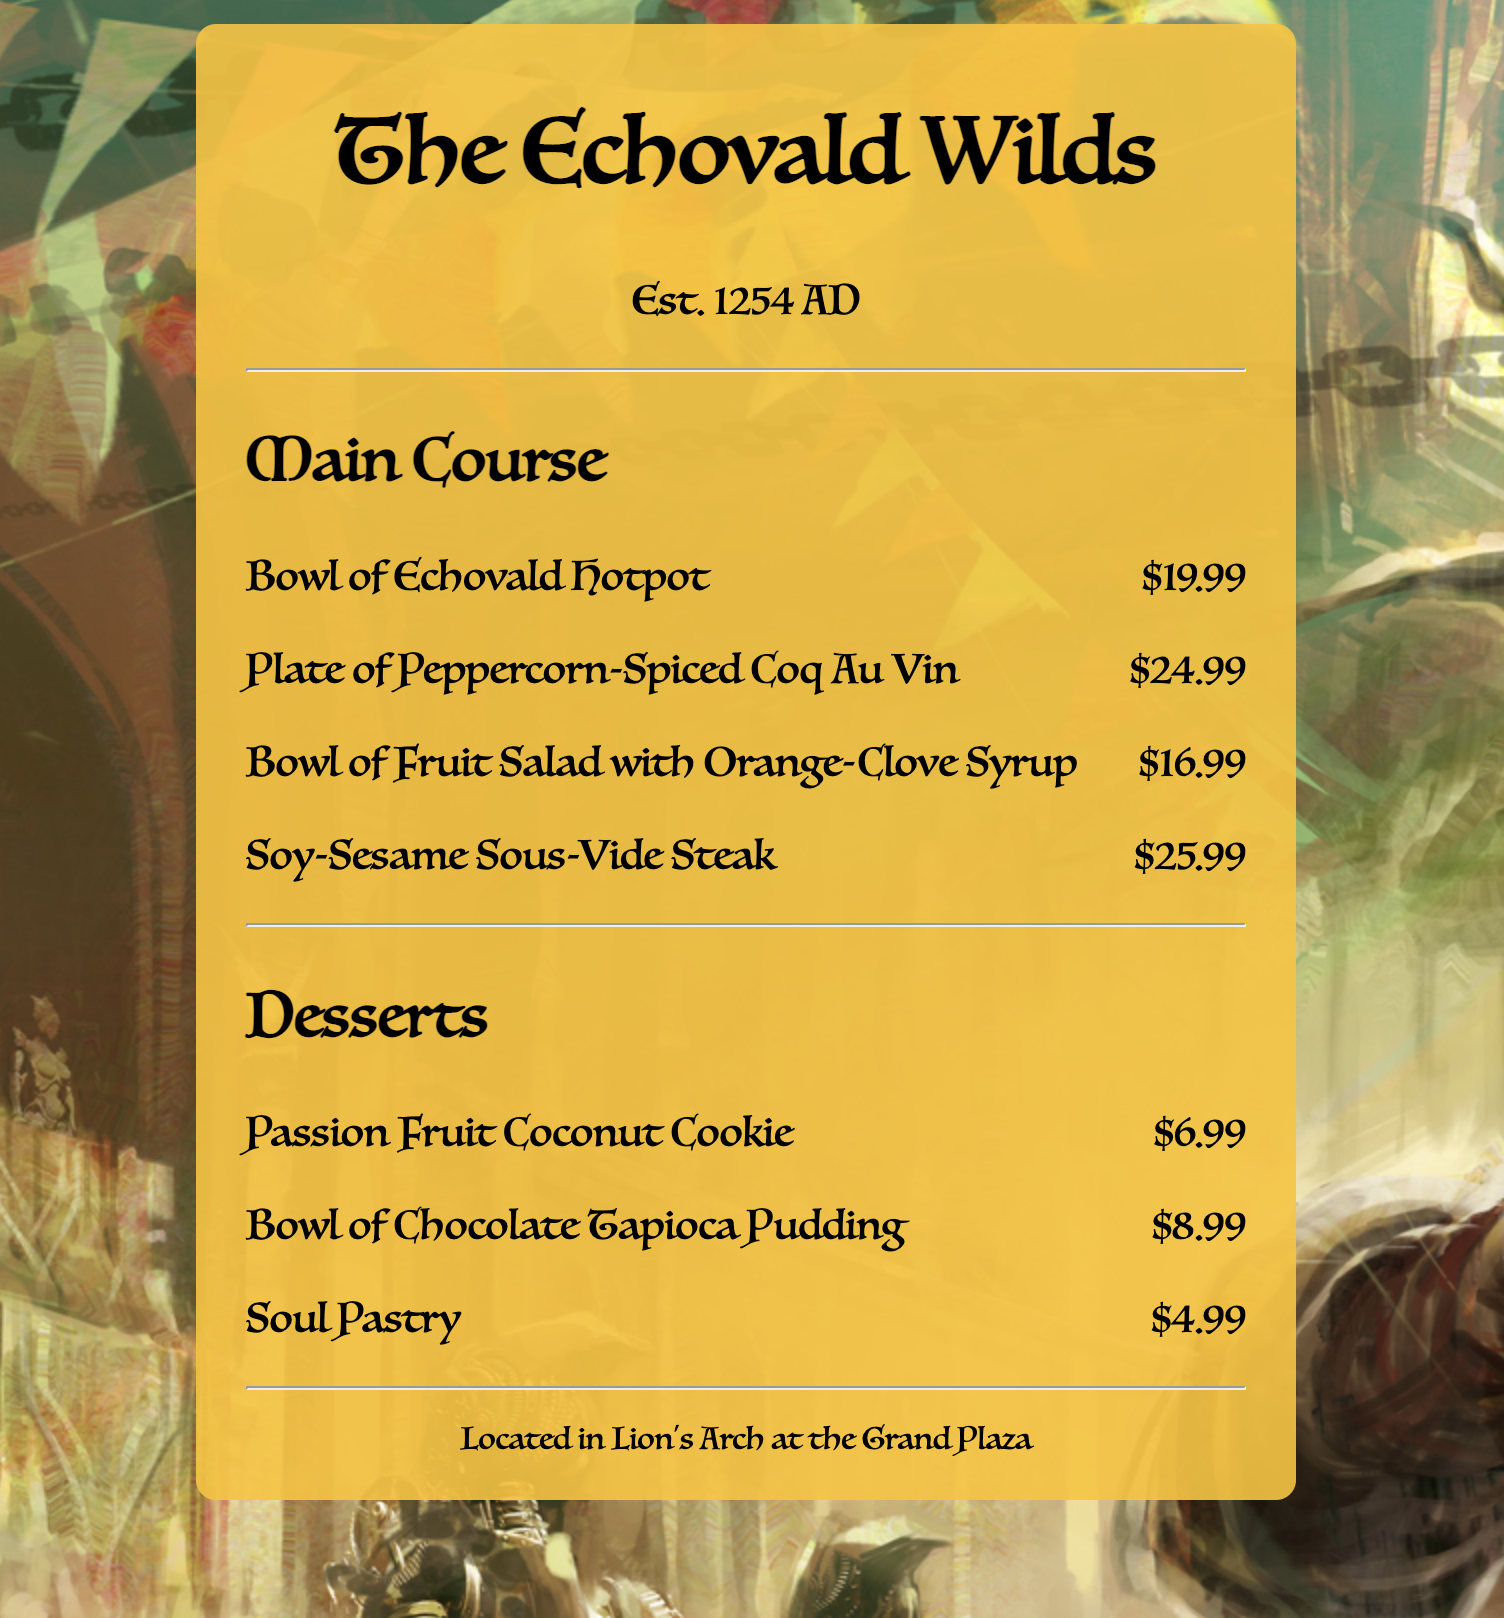 The Echovald Wilds
Est. 1254 AD
Main Course
Bowl of Echovald Hotpot $19.99
Plate of Peppercorn-Spiced Coq Au Vin $24.99
Bowl of Fruit Salad with Orange-Clove Syrup $16.99
Soy-Sesame Sous-Vide Steak $25.99
Desserts
Passion Fruit Coconut Cookie $6.99
Bowl of Chocolate Tapioca Pudding $8.99
Soul Pastry $4.99
Located in Lion's Arch at the Grand Plaza